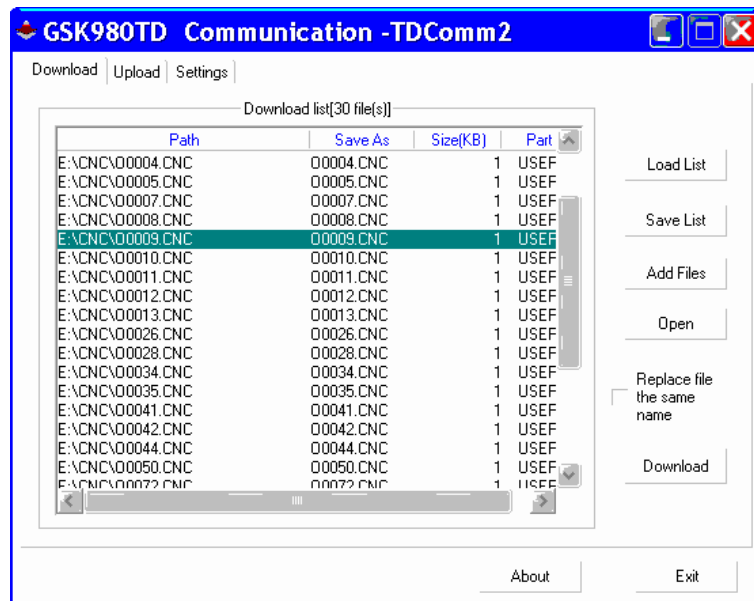 GSK980TD Communication -TDComm2
Download Upload Settings
Download list[30 file(s)]
Path Save As Size(KB) Part
E:\CNC\O0004.CNC O0004.CNC 1 USEF
E:\CNC\O0005.CNC O0005.CNC 1 USEF
E:\CNC\O0007.CNC O0007.CNC 1 USEF
E:\CNC\O0008.CNC O0008.CNC 1 USEF
E:\CNC\O0009.CNC O0009.CNC 1 USEF
E:\CNC\O0010.CNC O0010.CNC 1 USEF
E:\CNC\O0011.CNC O0011.CNC 1 USEF
E:\CNC\O0012.CNC O0012.CNC 1 USEF
E:\CNC\O0013.CNC O0013.CNC 1 USEF
E:\CNC\O0026.CNC O0026.CNC 1 USEF
E:\CNC\O0028.CNC O0028.CNC 1 USEF
E:\CNC\O0034.CNC O0034.CNC 1 USEF
E:\CNC\O0035.CNC O0035.CNC 1 USEF
E:\CNC\O0041.CNC O0041.CNC 1 USEF
E:\CNC\O0042.CNC O0042.CNC 1 USEF
E:\CNC\O0044.CNC O0044.CNC 1 USEF
E:\CNC\O0050.CNC O0050.CNC 1 USEF
E:\CNC\O0072.CNC O0072.CNC 1 USEF
Load List
Save List
Add Files
Open
Replace file
the same
name
Download
About Exit